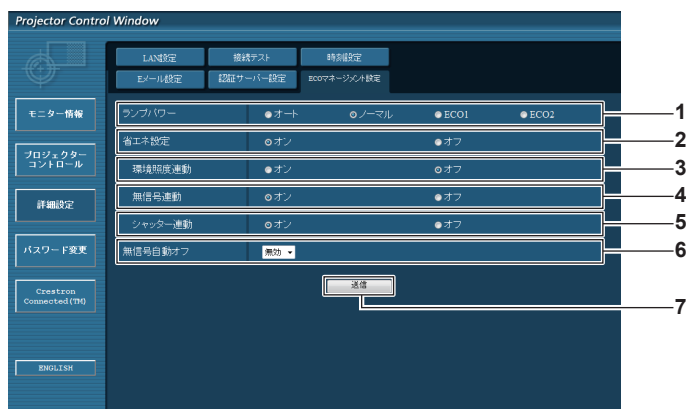 Projector Control Window
LAN設定 接続テスト 時刻設定
Eメール設定 認証サーバー設定 ECOマネージメント設定
モニター情報
プロジェクター
コントロール
詳細設定
パスワード変更
Crestron
Connected(TM)
ENGLISH
ランプパワー オート ノーマル ECO1 ECO2 1
省エネ設定 オン オフ 2
環境照度連動 オン オフ 3
無信号連動 オン オフ 4
シャッター連動 オン オフ 5
無信号自動オフ 無効 6
送信 7